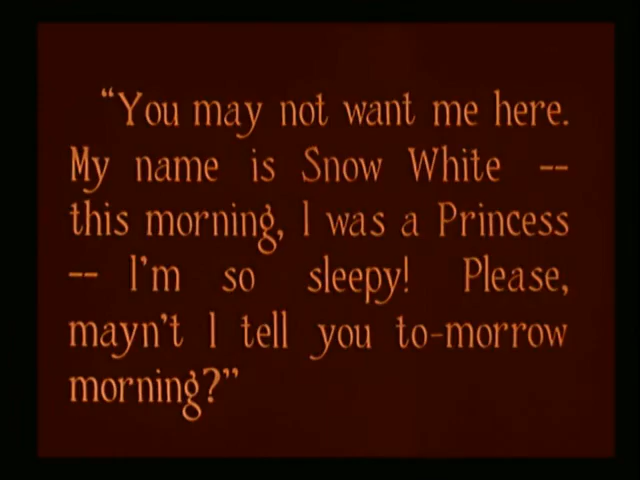 “You may not want me here.
My name is Snow White --
this morning, I was a Princess
-- I'm so sleepy! Please,
mayn't I tell you to-morrow
morning?”